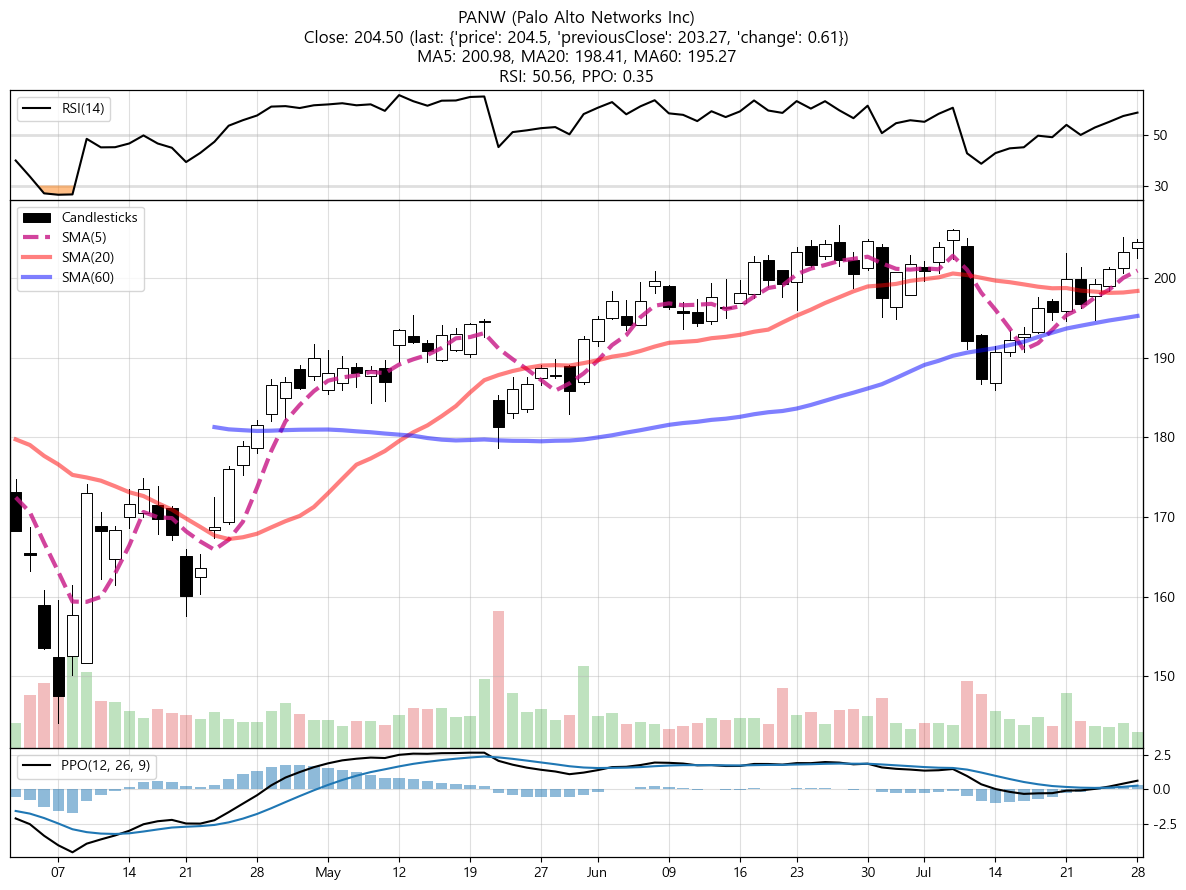 PANW (Palo Alto Networks Inc)
Close: 204.50 (last: {'price': 204.5, 'previousClose': 203.27, 'change': 0.61})
MA5: 200.98, MA20: 198.41, MA60: 195.27
RSI: 50.56, PPO: 0.35
RSI(14)
50
30
Candlesticks
SMA(5)
SMA(20)
SMA(60)
200
190
180
170
160
150
PPO(12, 26, 9)
2.5
0.0
-2.5
07 14 21 28 May 12 19 27 Jun 09 16 23 30 Jul 14 21 28